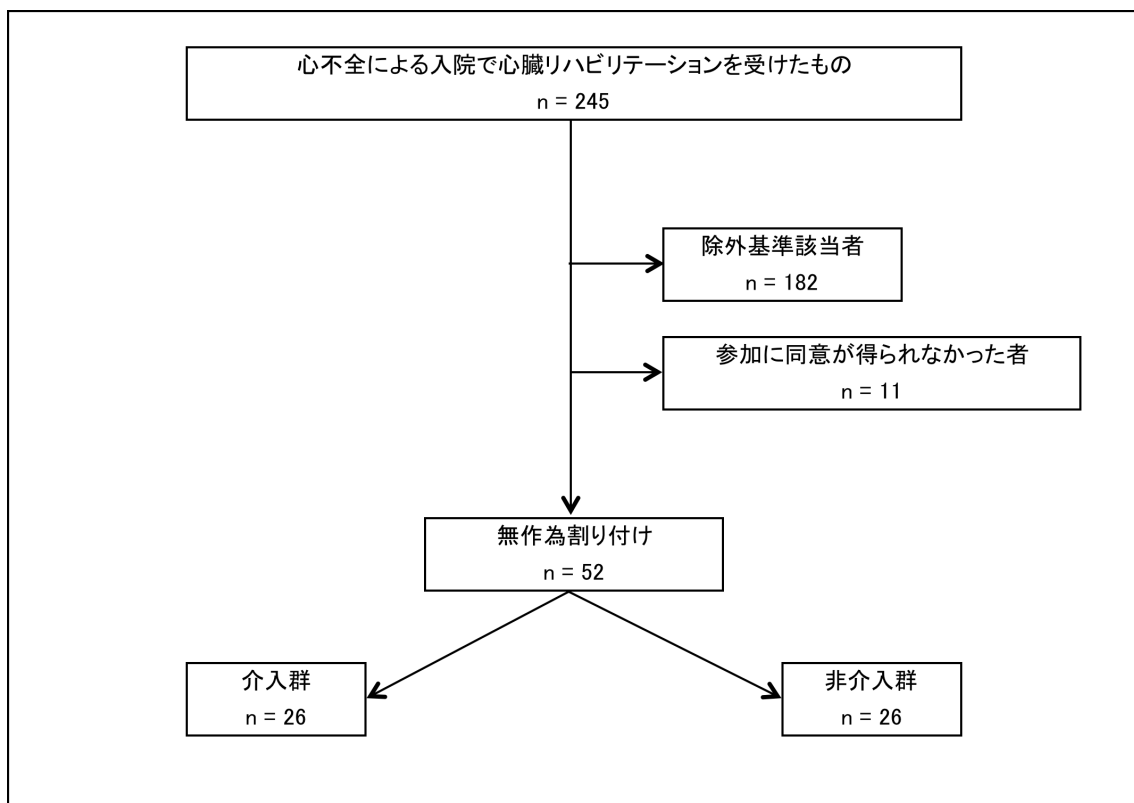 心不全による入院で心臓リハビリテーションを受けたもの
n = 245
除外基準該当者
n = 182
参加に同意が得られなかった者
n = 11
無作為割り付け
n = 52
介入群
n = 26
非介入群
n = 26